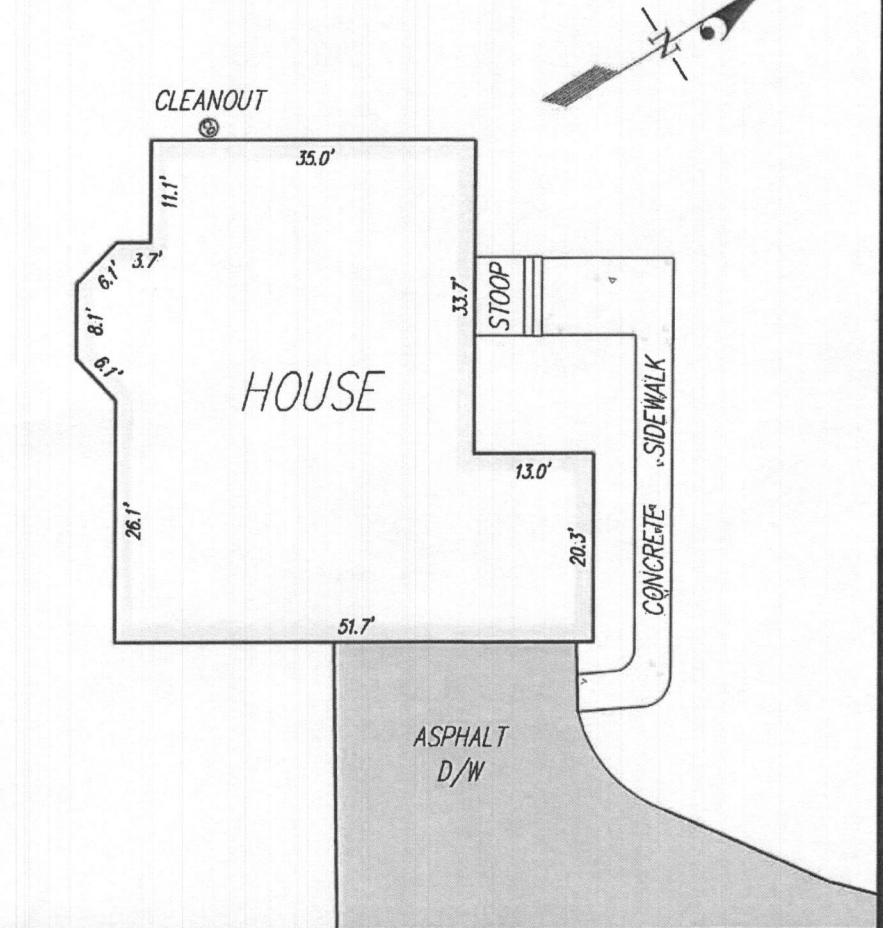 N
CLEANOUT
35.0'
11.1'
3.7'
6.1'
8.1'
6.1'
33.7'
STOOP
HOUSE
CONCRETE SIDEWALK
13.0'
26.1'
20.3'
51.7'
ASPHALT
D/W